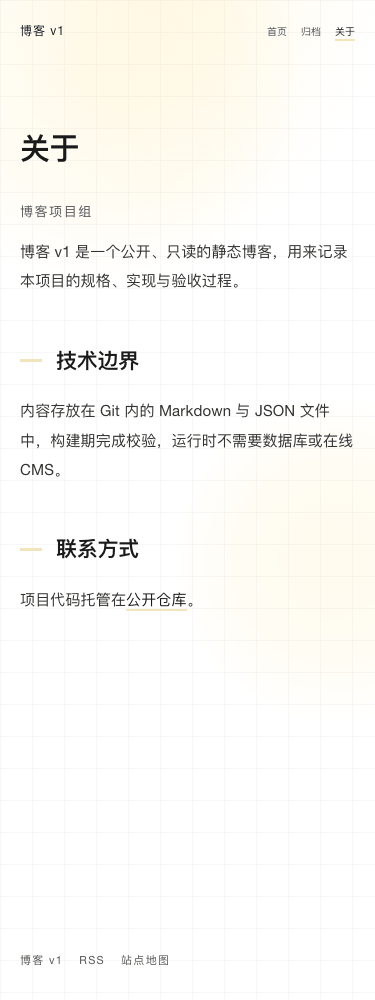 博客 v1
首页 归档 关于
关于
博客项目组
博客 v1 是一个公开、只读的静态博客，用来记录
本项目的规格、实现与验收过程。
技术边界
内容存放在 Git 内的 Markdown 与 JSON 文件
中，构建期完成校验，运行时不需要数据库或在线
CMS。
联系方式
项目代码托管在公开仓库。
博客 v1 RSS 站点地图